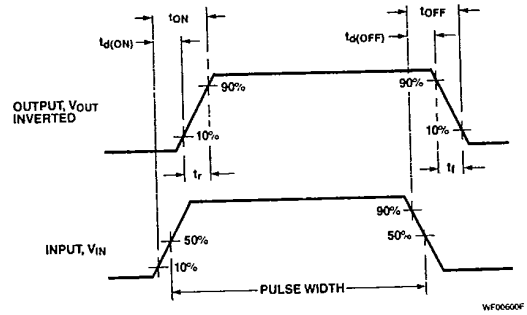 tON
tOFF
td(ON)
td(OFF)
OUTPUT, VOUT
INVERTED
90%
90%
10%
10%
tr
tf
INPUT, VIN
90%
50%
50%
10%
PULSE WIDTH
WF00600F